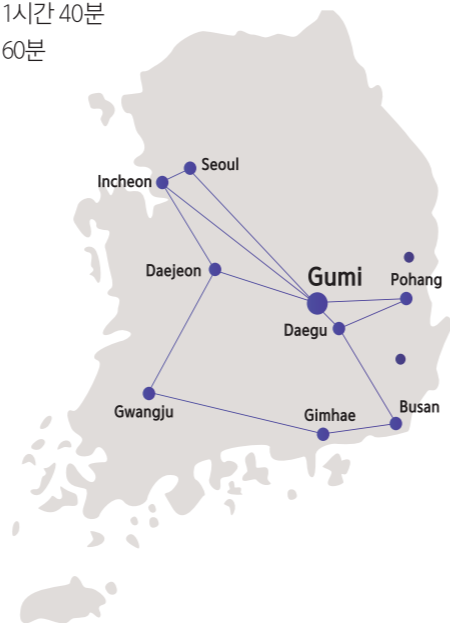 1시간 40분
60분
Seoul
Incheon
Daejeon
Gumi
Pohang
Daegu
Gwangju
Gimhae
Busan